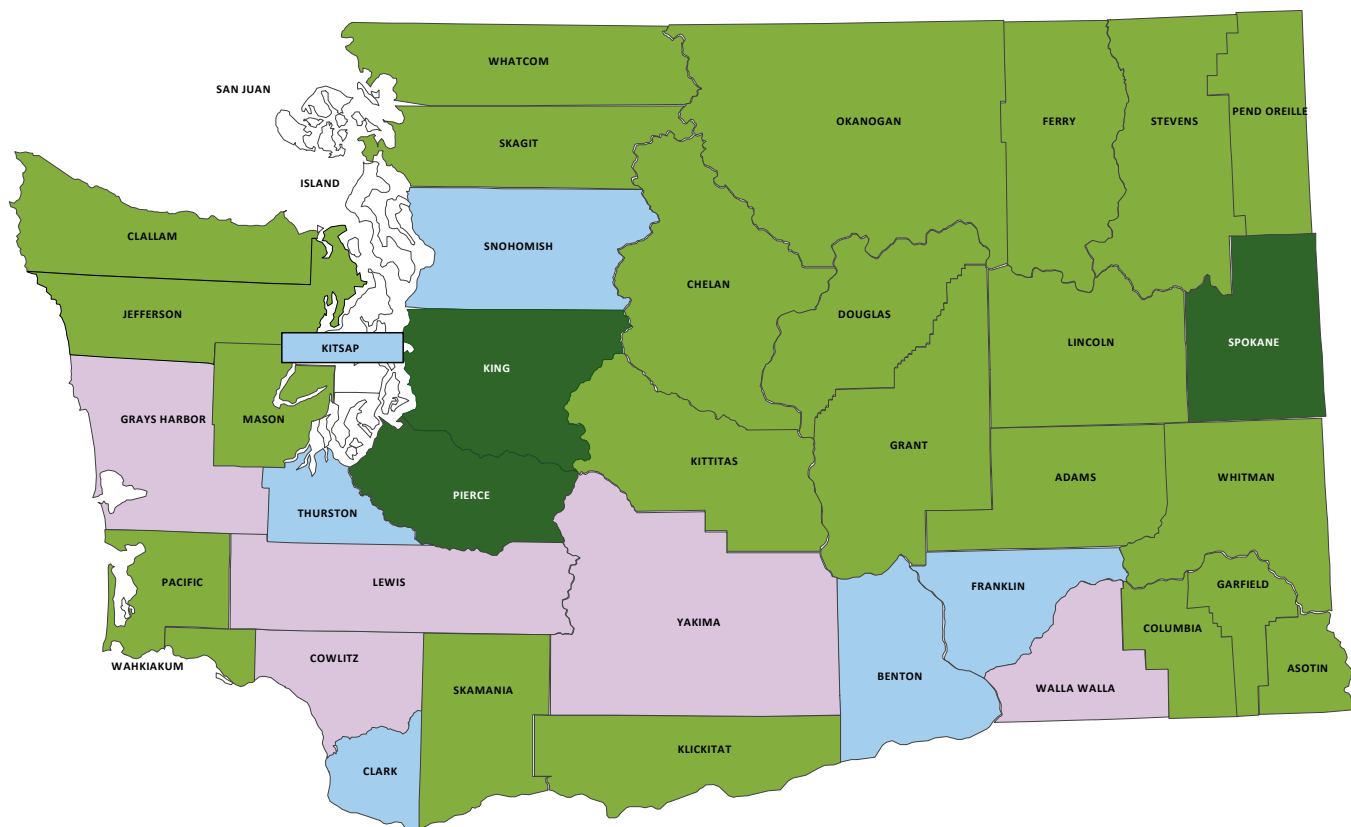 WHATCOM
SAN JUAN
SKAGIT
OKANOGAN
FERRY
STEVENS
PEND OREILLE
ISLAND
CLALLAM
SNOHOMISH
CHELAN
JEFFERSON
DOUGLAS
KITSAP
KING
LINCOLN
SPOKANE
GRAYS HARBOR
MASON
GRANT
KITTITAS
ADAMS
WHITMAN
PIERCE
THURSTON
PACIFIC
LEWIS
FRANKLIN
GARFIELD
YAKIMA
COLUMBIA
WAHKIAKUM
COWLITZ
ASOTIN
BENTON
SKAMANIA
WALLA WALLA
KLICKITAT
CLARK